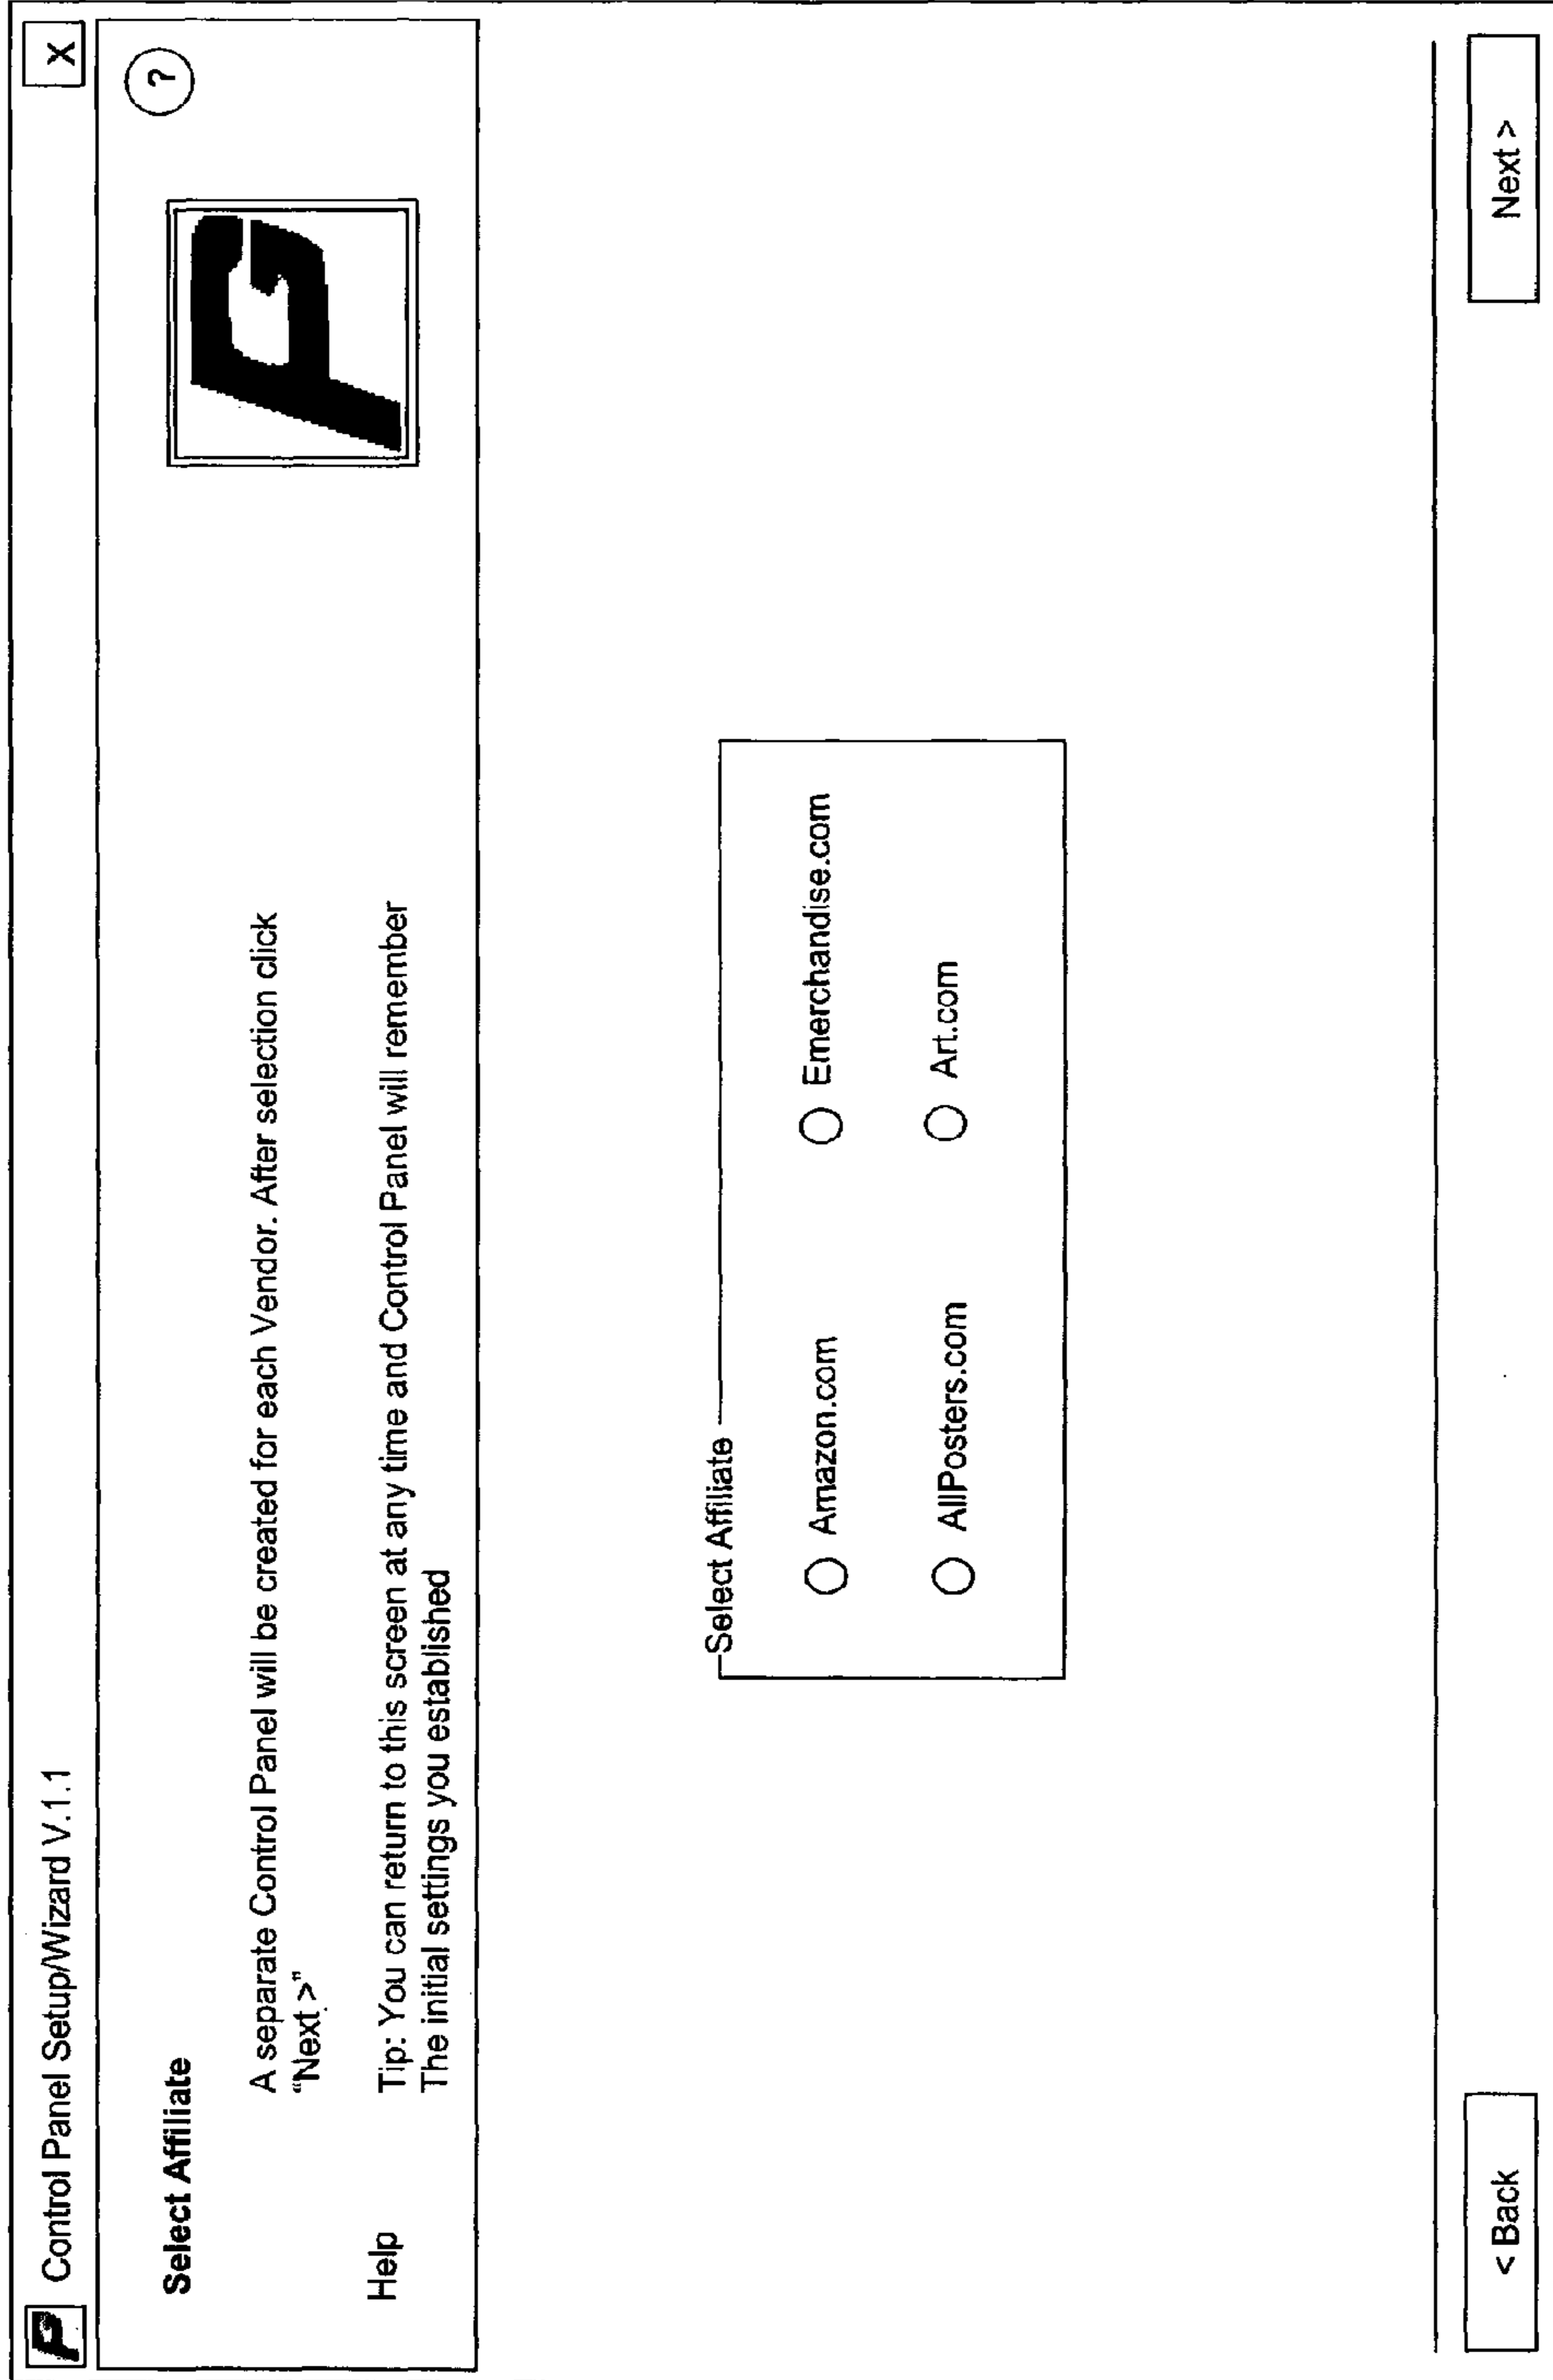 Control Panel Setup/Wizard V.1.1
X
Select Affiliate
?
A separate Control Panel will be created for each Vendor. After selection click
“Next >”
Help
Tip: You can return to this screen at any time and Control Panel will remember
The initial settings you established
Select Affiliate
Amazon.com
Emerchandise.com
AllPosters.com
Art.com
< Back
Next >